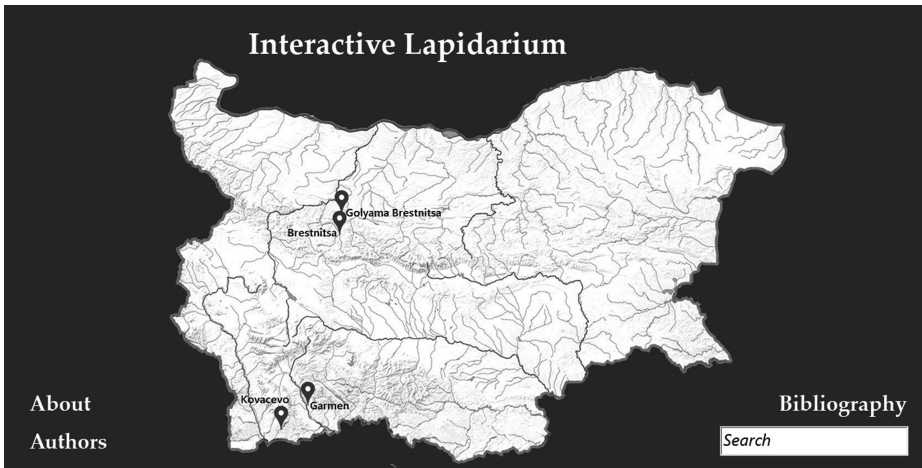 Interactive Lapidarium
Golyama Brestnitsa
Brestnitsa
Kovacevo
Garmen
About
Bibliography
Authors
Search